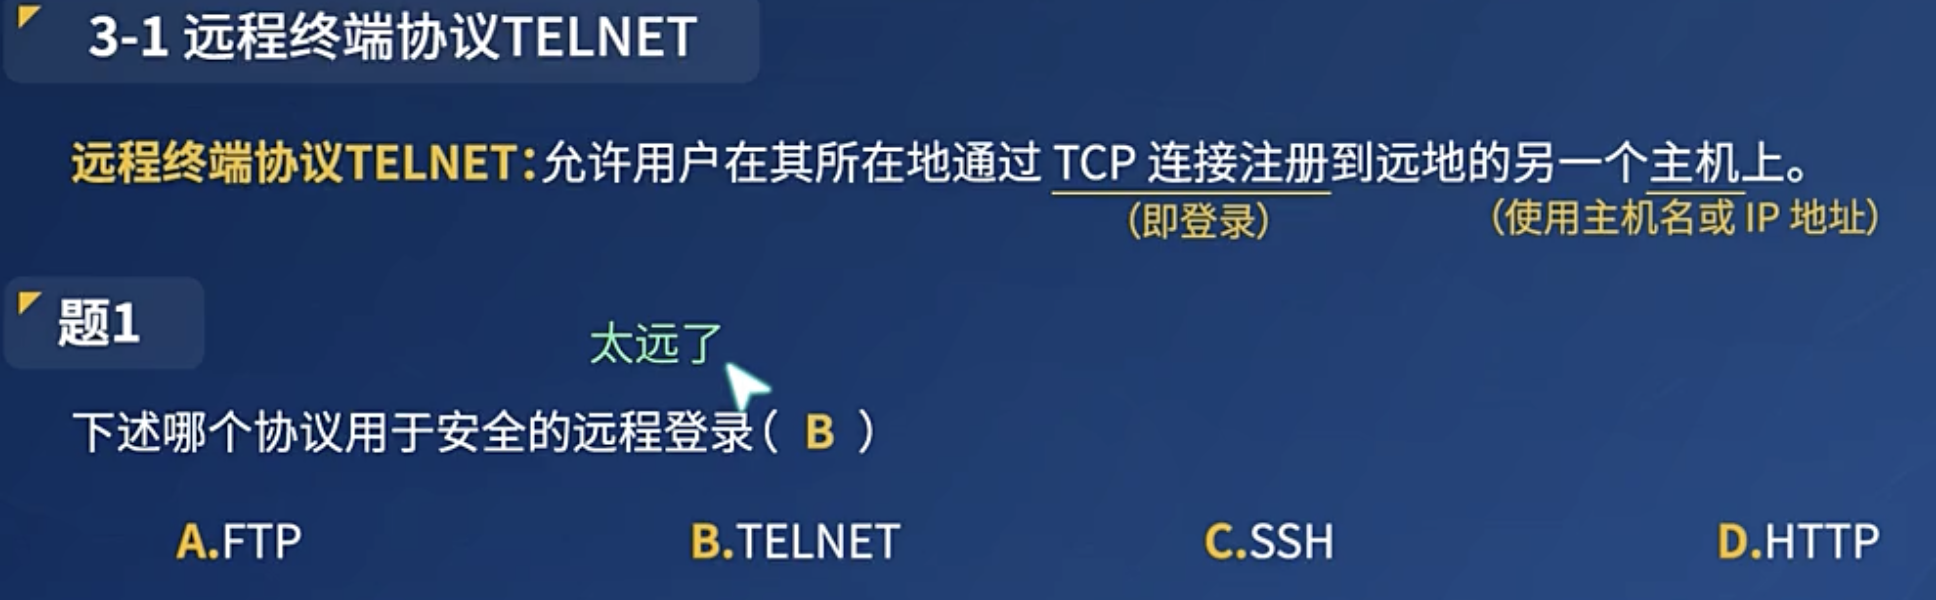 3-1 远程终端协议TELNET
远程终端协议TELNET：允许用户在其所在地通过 TCP 连接注册到远地的另一个主机上。
（即登录） （使用主机名或 IP 地址）
题1
太远了
下述哪个协议用于安全的远程登录（ B ）
A.FTP B.TELNET C.SSH D.HTTP